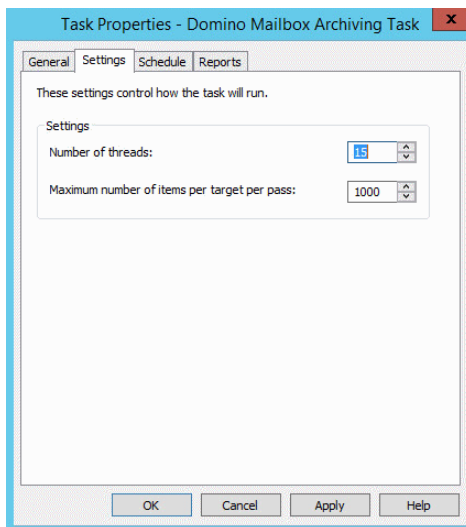 Task Properties - Domino Mailbox Archiving Task x
General Settings Schedule Reports
These settings control how the task will run.
Settings
Number of threads: 15
Maximum number of items per target per pass: 1000
OK Cancel Apply Help